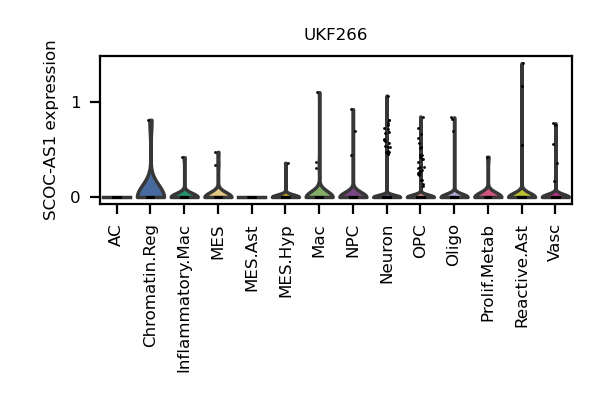 UKF266
SCOC-AS1 expression
1
0
AC
Chromatin.Reg
Inflammatory.Mac
MES
MES.Ast
MES.Hyp
Mac
NPC
Neuron
OPC
Oligo
Prolif.Metab
Reactive.Ast
Vasc